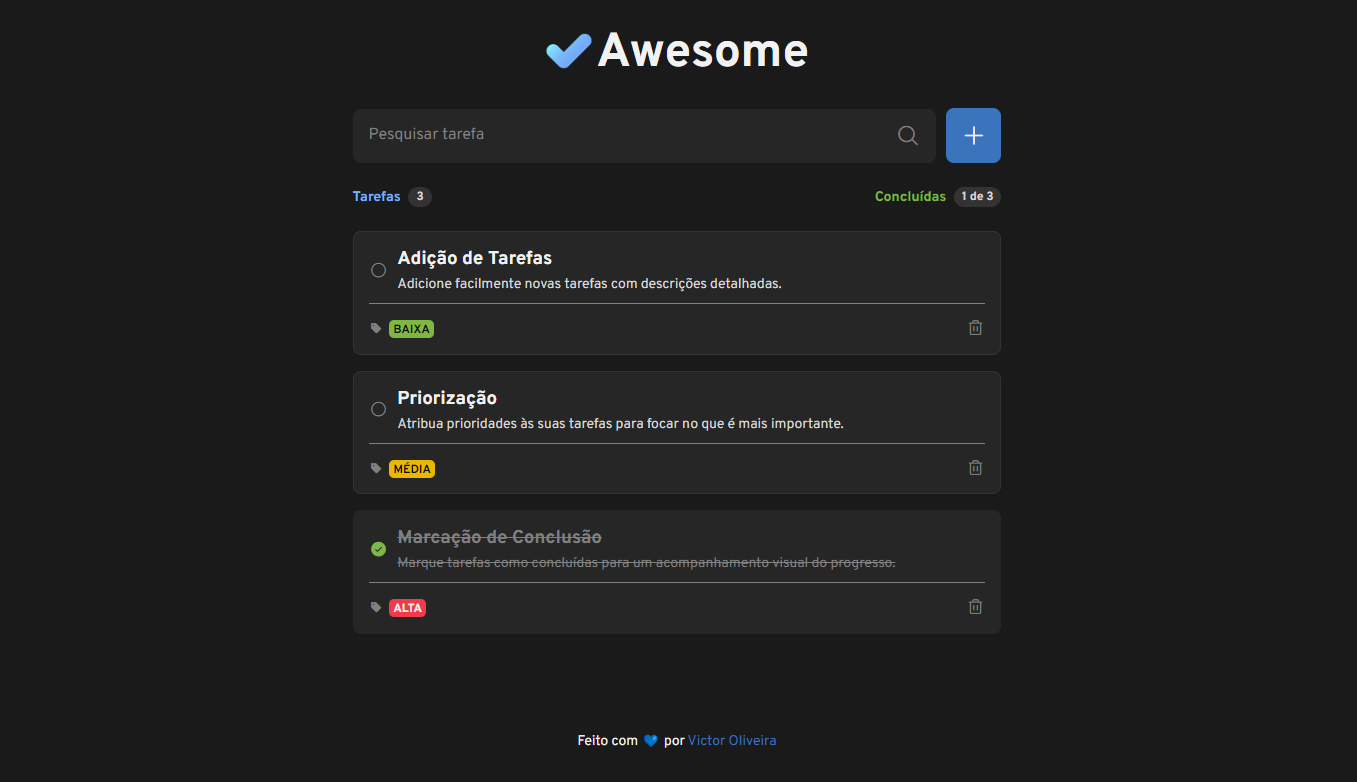 Awesome
Pesquisar tarefa
Tarefas 3
Concluídas 1 de 3
Adição de Tarefas
Adicione facilmente novas tarefas com descrições detalhadas.
BAIXA
Priorização
Atribua prioridades às suas tarefas para focar no que é mais importante.
MÉDIA
Marcação de Conclusão
Marque tarefas como concluídas para um acompanhamento visual do progresso.
ALTA
Feito com 💙 por Victor Oliveira